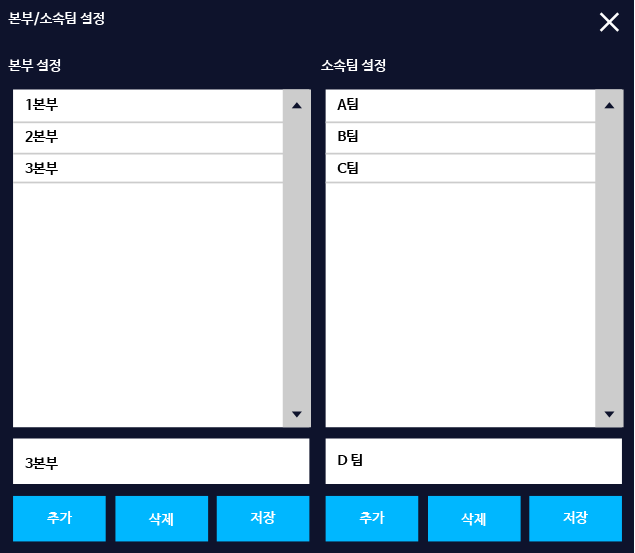 본부/소속팀 설정
본부 설정
소속팀 설정
1본부
2본부
3본부
A팀
B팀
C팀
3본부
D 팀
추가
삭제
저장
추가
삭제
저장